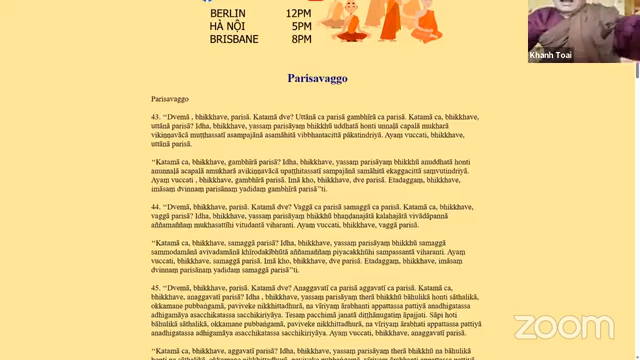 BERLIN 12PM
HÀ NỘI 5PM
BRISBANE 8PM
Khanh Toai
Parisavaggo
Parisavaggo
43. ‘‘Dvemā , bhikkhave, parisā. Katamā dve? Uttānā ca parisā gambhīrā ca parisā. Katamā ca, bhikkhave,
uttānā parisā? Idha, bhikkhave, yassaṃ parisāyaṃ bhikkhū uddhatā honti unnaḷā capalā mukharā
vikiṇṇavācā muṭṭhassatī asampajānā asamāhitā vibbhantacittā pākatindriyā. Ayaṃ vuccati, bhikkhave,
uttānā parisā.
‘‘Katamā ca, bhikkhave, gambhīrā parisā? Idha, bhikkhave, yassaṃ parisāyaṃ bhikkhū anuddhatā honti
anunnaḷā acapalā amukharā avikiṇṇavācā upaṭṭhitassatī sampajānā samāhitā ekaggacittā saṃvutindriyā.
Ayaṃ vuccati , bhikkhave, gambhīrā parisā. Imā kho, bhikkhave, dve parisā. Etadaggaṃ, bhikkhave,
imāsaṃ dvinnaṃ parisānaṃ yadidaṃ gambhīrā parisā’’ti.
44. ‘‘Dvemā, bhikkhave, parisā. Katamā dve? Vaggā ca parisā samaggā ca parisā. Katamā ca, bhikkhave,
vaggā parisā? Idha, bhikkhave, yassaṃ parisāyaṃ bhikkhū bhaṇḍanajātā kalahajātā vivādāpannā
aññamaññaṃ mukhasattīhi vitudantā viharanti. Ayaṃ vuccati, bhikkhave, vaggā parisā.
‘‘Katamā ca, bhikkhave, samaggā parisā? Idha, bhikkhave, yassaṃ parisāyaṃ bhikkhū samaggā
sammodamānā avivadamānā khīrodakībhūtā aññamaññaṃ piyacakkhūhi sampassantā viharanti. Ayaṃ
vuccati, bhikkhave, samaggā parisā. Imā kho, bhikkhave, dve parisā. Etadaggaṃ, bhikkhave, imāsaṃ
dvinnaṃ parisānaṃ yadidaṃ samaggā parisā’’ti.
45. ‘‘Dvemā, bhikkhave, parisā. Katamā dve? Anaggavatī ca parisā aggavatī ca parisā. Katamā ca,
bhikkhave, anaggavatī parisā? Idha , bhikkhave, yassaṃ parisāyaṃ therā bhikkhū bāhulikā honti sāthalikā,
okkamane pubbaṅgamā, paviveke nikkhittadhurā, na vīriyaṃ ārabhanti appattassa pattiyā anadhigatassa
adhigamāya asacchikatassa sacchikiriyāya. Tesaṃ pacchimā janatā diṭṭhānugatiṃ āpajjati. Sāpi hoti
bāhulikā sāthalikā, okkamane pubbaṅgamā, paviveke nikkhittadhurā, na vīriyaṃ ārabhati appattassa pattiyā
anadhigatassa adhigamāya asacchikatassa sacchikiriyāya. Ayaṃ vuccati, bhikkhave, anaggavatī parisā.
‘‘Katamā ca, bhikkhave, aggavatī parisā? Idha, bhikkhave, yassaṃ parisāyaṃ therā bhikkhū na bāhulikā
zoom